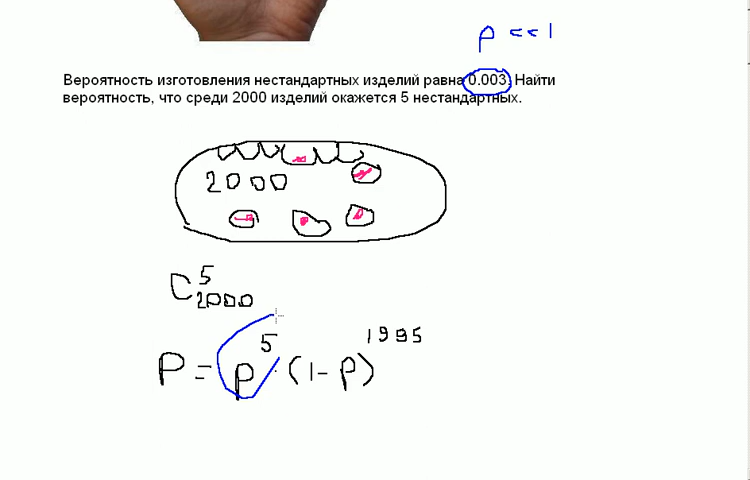 p << 1
Вероятность изготовления нестандартных изделий равна 0.003. Найти
вероятность, что среди 2000 изделий окажется 5 нестандартных.
2000
C⁵₂₀₀₀
P = p⁵ · (1 - p)¹⁹⁹⁵